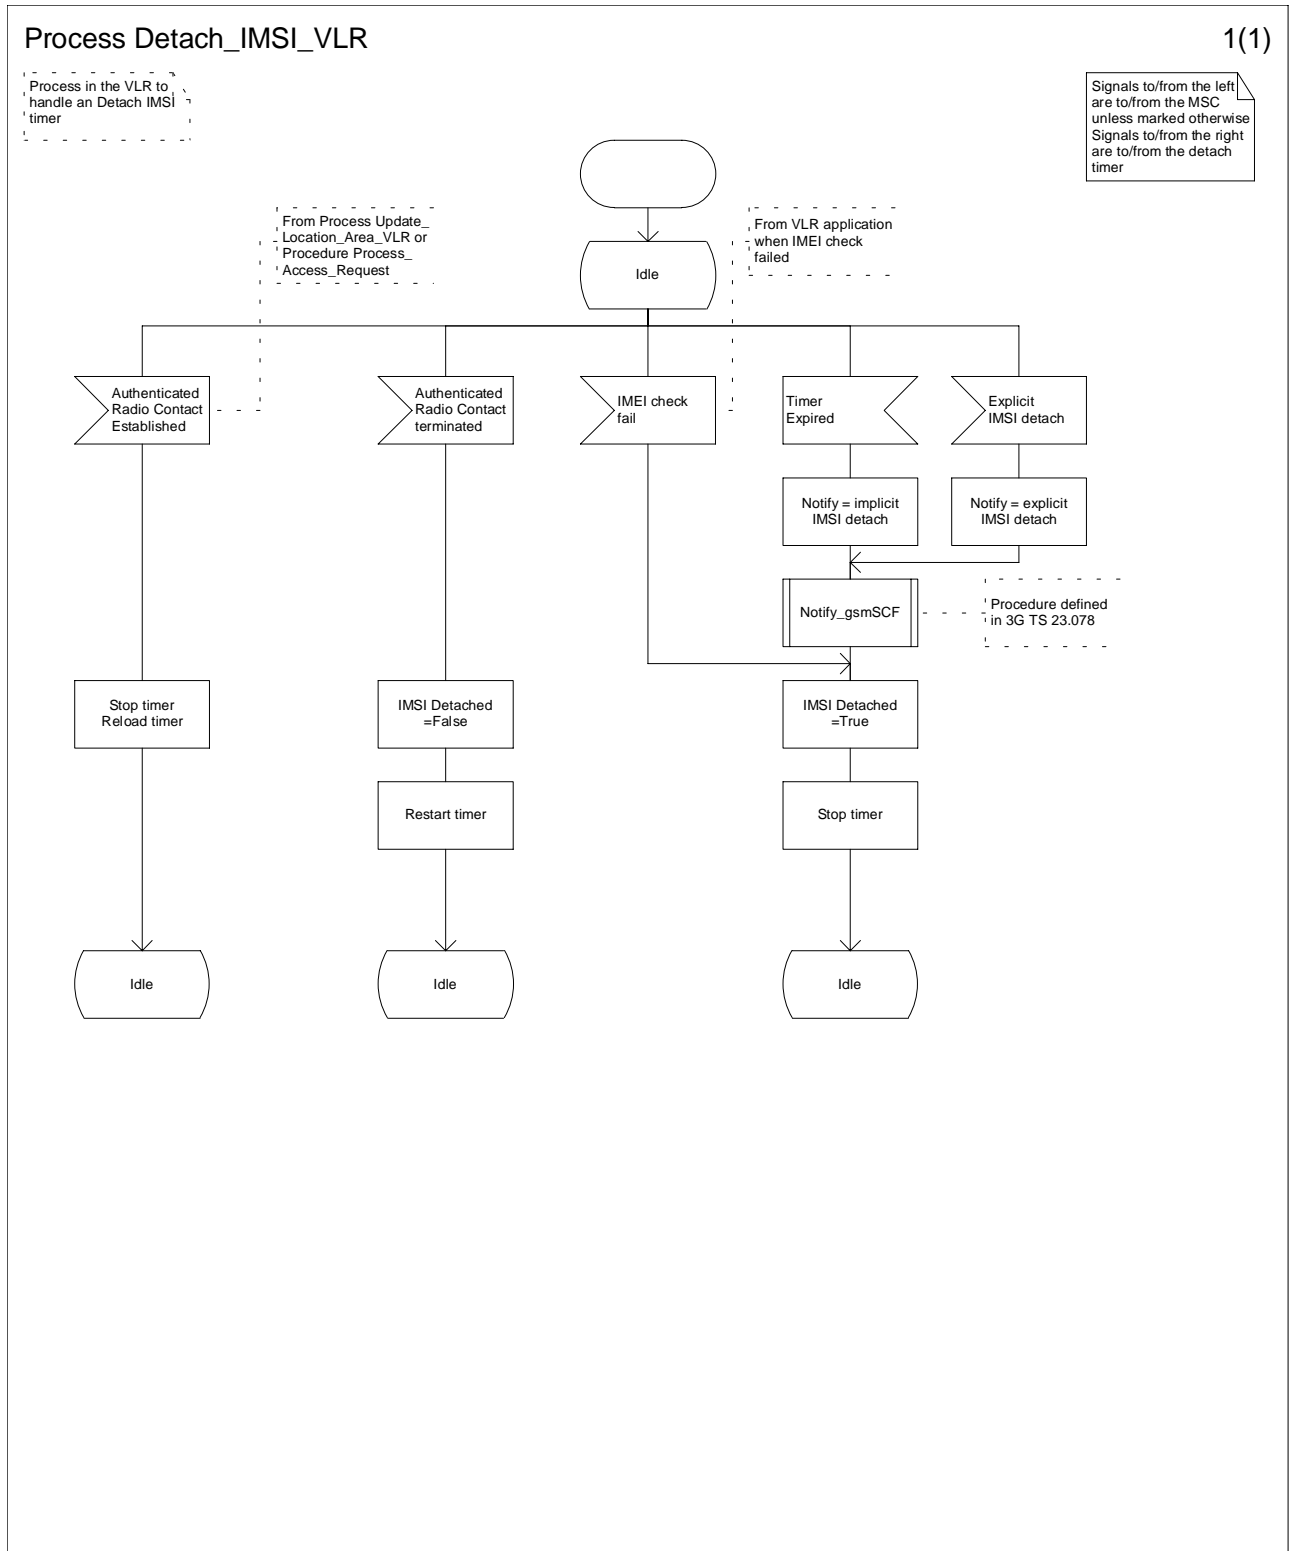 Process Detach_IMSI_VLR
1(1)
Process in the VLR to
handle an Detach IMSI
timer
Signals to/from the left
are to/from the MSC
unless marked otherwise
Signals to/from the right
are to/from the detach
timer
From Process Update_
Location_Area_VLR or
Procedure Process_
Access_Request
From VLR application
when IMEI check
failed
Idle
Authenticated
Radio Contact
Established
Authenticated
Radio Contact
terminated
IMEI check
fail
Timer
Expired
Explicit
IMSI detach
Notify = implicit
IMSI detach
Notify = explicit
IMSI detach
Notify_gsmSCF
Procedure defined
in 3G TS 23.078
Stop timer
Reload timer
IMSI Detached
=False
IMSI Detached
=True
Restart timer
Stop timer
Idle
Idle
Idle